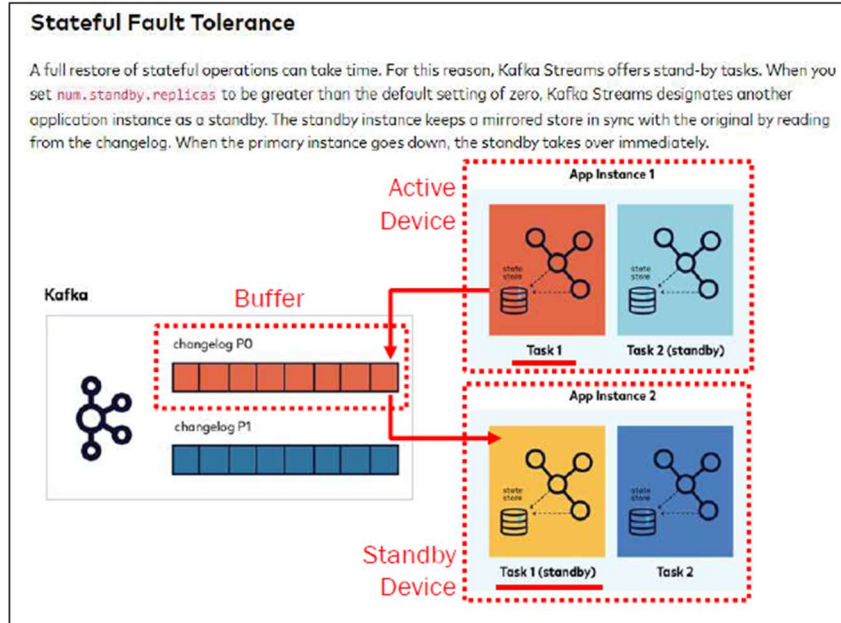 Stateful Fault Tolerance
A full restore of stateful operations can take time. For this reason, Kafka Streams offers stand-by tasks. When you
set num.standby.replicas to be greater than the default setting of zero, Kafka Streams designates another
application instance as a standby. The standby instance keeps a mirrored store in sync with the original by reading
from the changelog. When the primary instance goes down, the standby takes over immediately.
Active
Device
App Instance 1
state
store
state
store
Task 1
Task 2 (standby)
Kafka
Buffer
changelog P0
changelog P1
App Instance 2
state
store
state
store
Standby
Device
Task 1 (standby)
Task 2